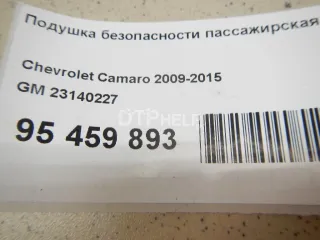 Подушка безопасности пассажирская
Chevrolet Camaro 2009-2015
GM 23140227
95 459 893